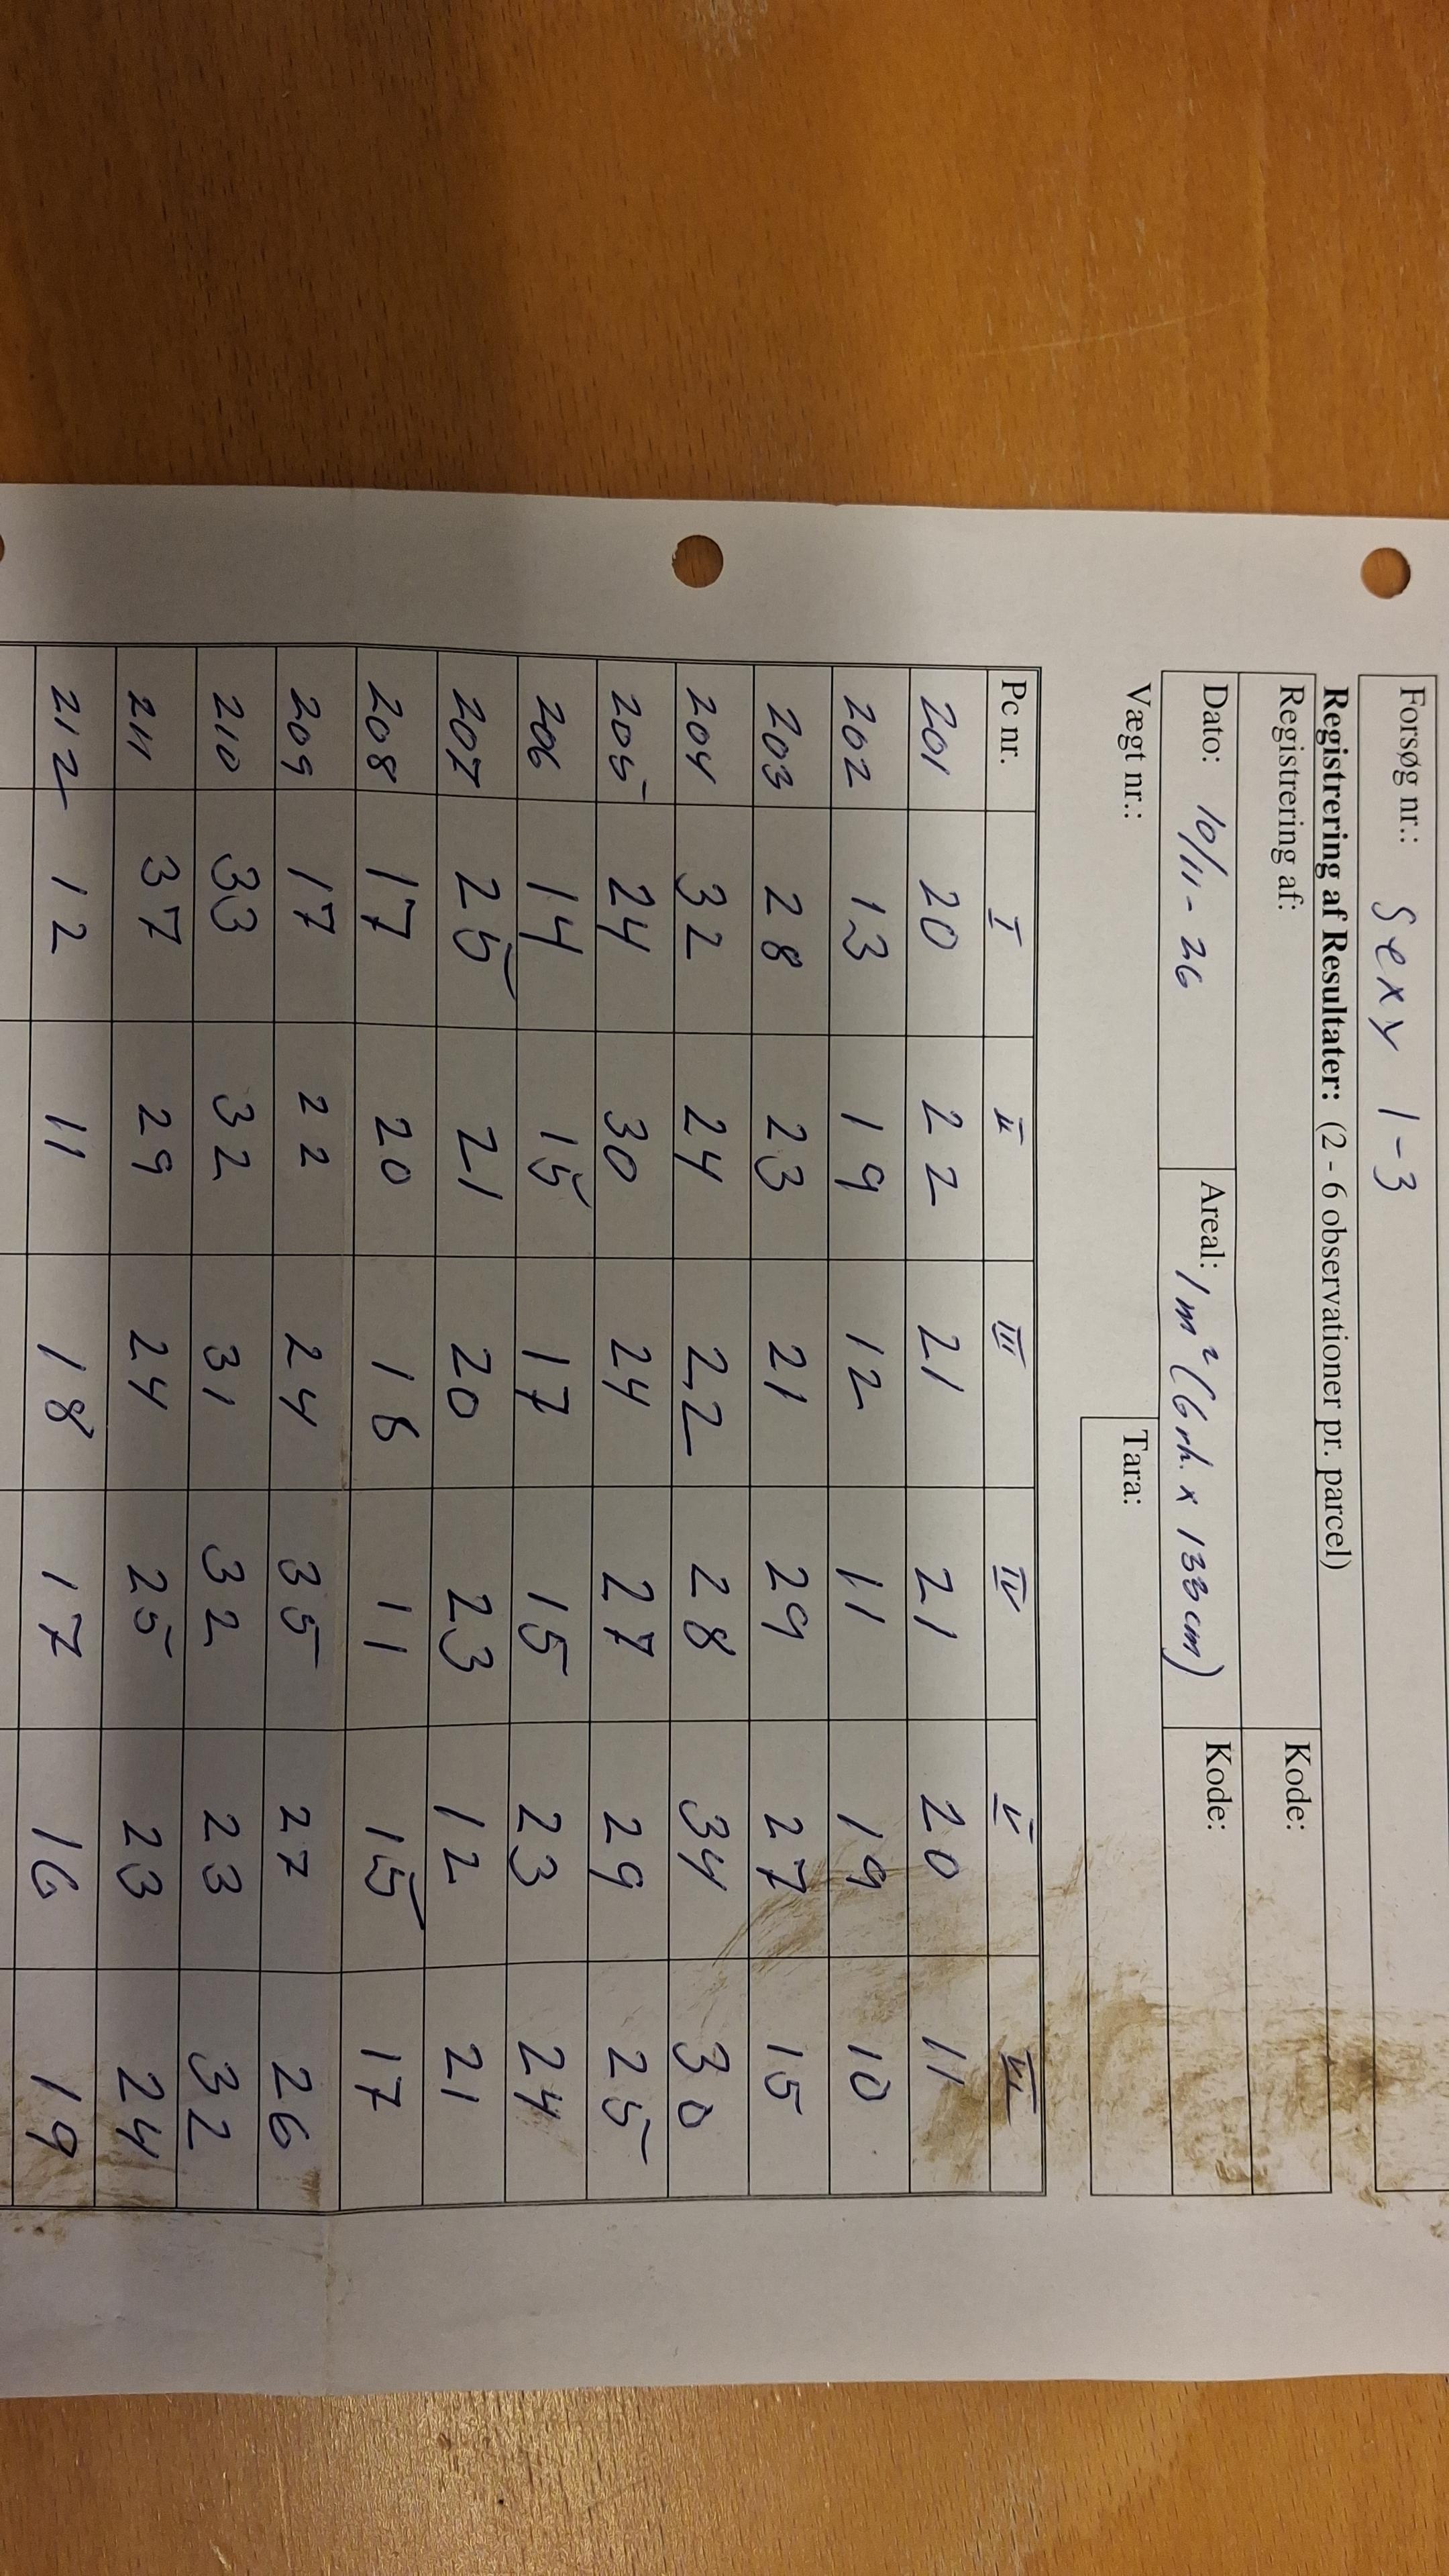 Forsøg nr.: Sexy 1-3
Registrering af Resultater: (2 - 6 observationer pr. parcel)
Registrering af: Kode:
Dato: 10/11-26 Areal: 1 m² (6 rk. x 133 cm) Kode:
Vægt nr.: Tara:
Pc nr. I II III IV V VI
201 20 22 21 21 20 11
202 13 19 12 11 19 10
203 28 23 21 29 27 15
204 32 24 22 28 34 30
205 24 30 24 27 29 25
206 14 15 17 15 23 24
207 25 21 20 23 12 21
208 17 20 16 11 15 17
209 17 22 24 35 27 26
210 33 32 31 32 23 32
211 37 29 24 25 23 24
212 12 11 18 17 16 19